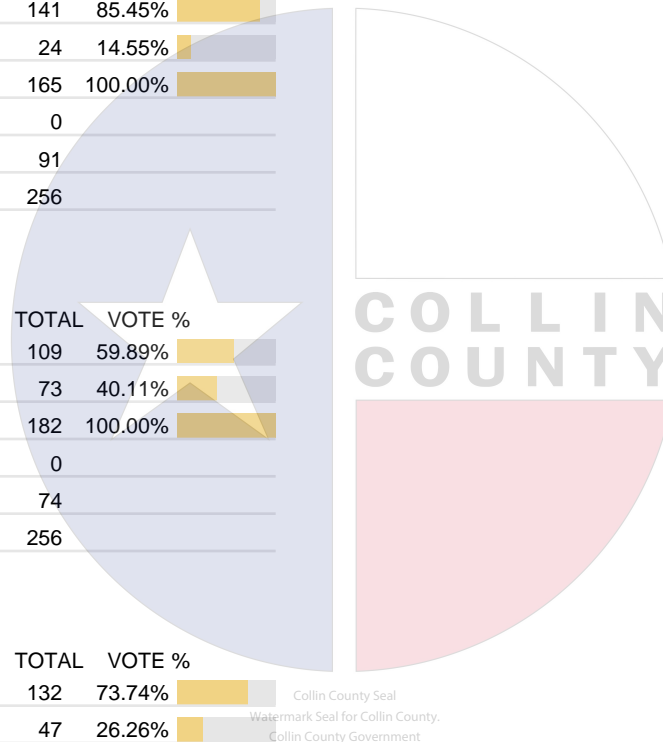 141 85.45%
24 14.55%
165 100.00%
0
91
256
TOTAL VOTE %
109 59.89%
73 40.11%
182 100.00%
0
74
256
TOTAL VOTE %
132 73.74%
47 26.26%
COLLIN
COUNTY
Collin County Seal
Watermark Seal for Collin County.
Collin County Government